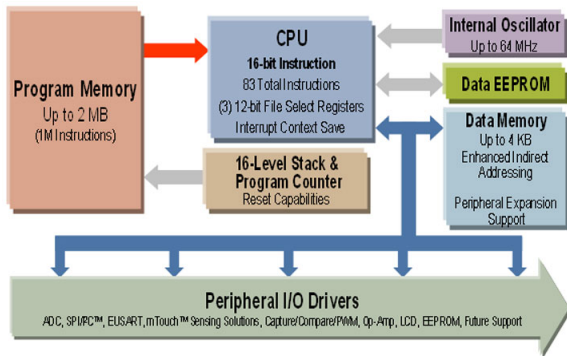 Program Memory
Up to 2 MB
(1M Instructions)
CPU
16-bit Instruction
83 Total Instructions
(3) 12-bit File Select Registers
Interrupt Context Save
Internal Oscillator
Up to 64 MHz
Data EEPROM
Data Memory
Up to 4 KB
Enhanced Indirect
Addressing
Peripheral Expansion
Support
16-Level Stack &
Program Counter
Reset Capabilities
Peripheral I/O Drivers
ADC, SPI/I²C™, EUSART, mTouch™ Sensing Solutions, Capture/Compare/PWM, Op-Amp, LCD, EEPROM, Future Support